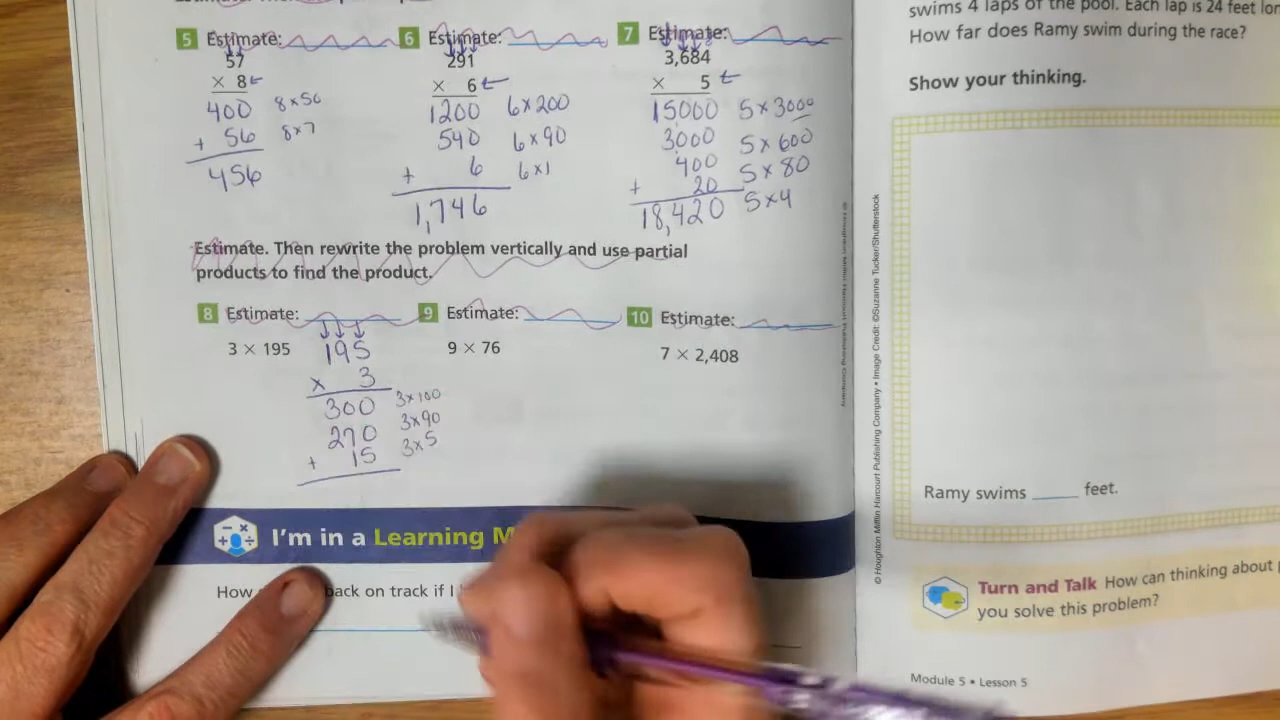 5 Estimate:
57
× 8
400 8×50
+ 56 8×7
456
6 Estimate:
291
× 6
1200 6×200
540 6×90
+ 6 6×1
1,746
7 Estimate:
3,684
× 5
15000 5×3000
3000 5×600
400 5×80
+ 20 5×4
18,420
Estimate. Then rewrite the problem vertically and use partial
products to find the product.
8 Estimate:
3 × 195
195
× 3
300 3×100
270 3×90
+ 15 3×5
9 Estimate:
9 × 76
10 Estimate:
7 × 2,408
I'm in a Learning M
How back on track if I
© Houghton Mifflin Harcourt Publishing Company
swims 4 laps of the pool. Each lap is 24 feet lon
How far does Ramy swim during the race?
Show your thinking.
Ramy swims ____ feet.
© Houghton Mifflin Harcourt Publishing Company • Image Credit: ©Suzanne Tucker/Shutterstock
Turn and Talk How can thinking about
you solve this problem?
Module 5 • Lesson 5